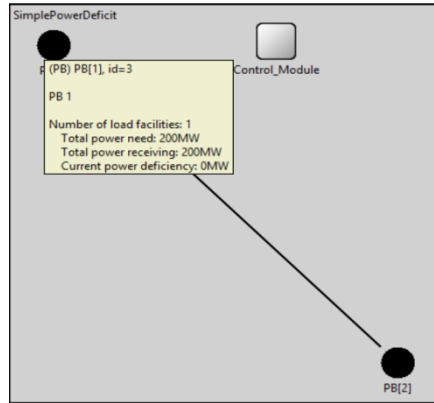 SimplePowerDeficit
(PB) PB[1], id=3
Control_Module
PB 1
Number of load facilities: 1
Total power need: 200MW
Total power receiving: 200MW
Current power deficiency: 0MW
PB[2]